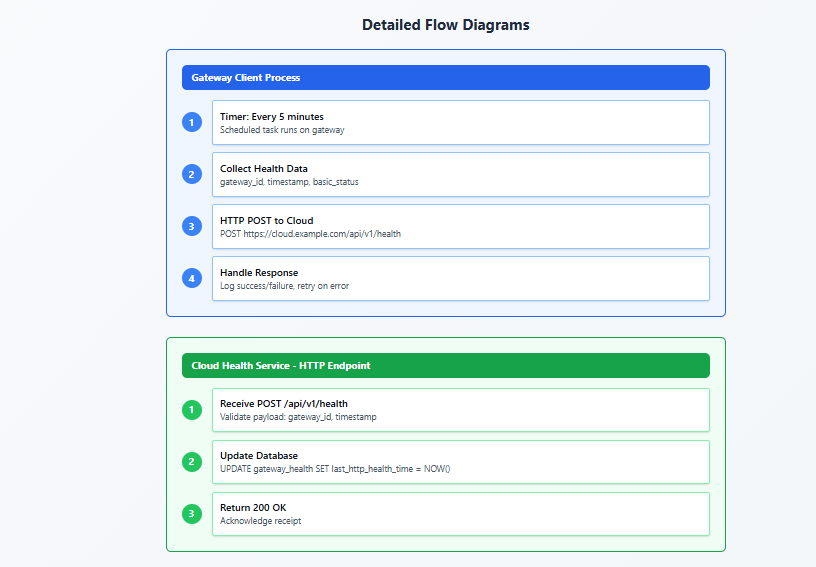 Detailed Flow Diagrams
Gateway Client Process
1
Timer: Every 5 minutes
Scheduled task runs on gateway
2
Collect Health Data
gateway_id, timestamp, basic_status
3
HTTP POST to Cloud
POST https://cloud.example.com/api/v1/health
4
Handle Response
Log success/failure, retry on error
Cloud Health Service - HTTP Endpoint
1
Receive POST /api/v1/health
Validate payload: gateway_id, timestamp
2
Update Database
UPDATE gateway_health SET last_http_health_time = NOW()
3
Return 200 OK
Acknowledge receipt